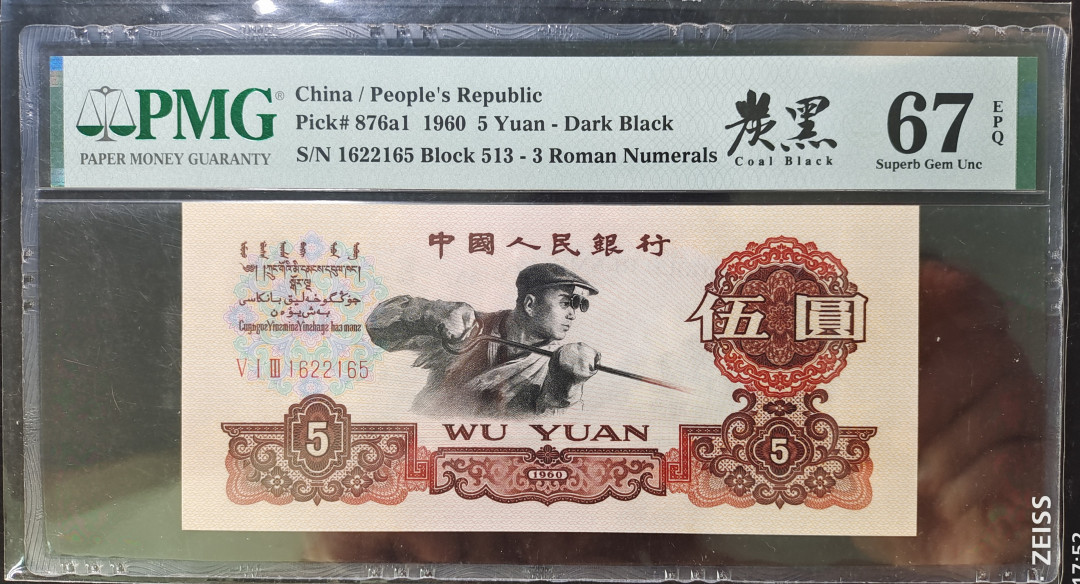 PMG®
PAPER MONEY GUARANTY
China / People's Republic
Pick# 876a1 1960 5 Yuan - Dark Black
S/N 1622165 Block 513 - 3 Roman Numerals
炭黑
Coal Black
67
EPQ
Superb Gem Unc
中國人民銀行
伍圓
V I III 1622165
5
WU YUAN
1960
5
ZEISS